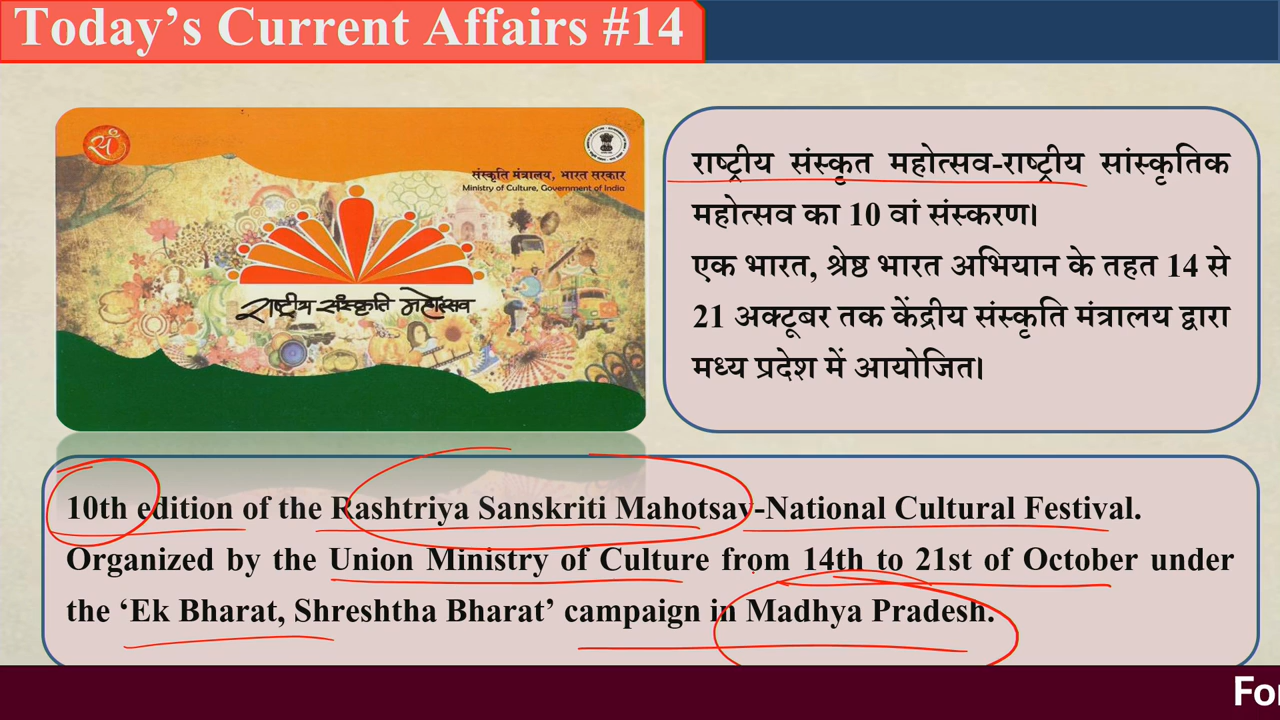 Today's Current Affairs #14
संस्कृति मंत्रालय, भारत सरकार
Ministry of Culture, Government of India
राष्ट्रीय संस्कृति महोत्सव
राष्ट्रीय संस्कृत महोत्सव-राष्ट्रीय सांस्कृतिक
महोत्सव का 10 वां संस्करण।
एक भारत, श्रेष्ठ भारत अभियान के तहत 14 से
21 अक्टूबर तक केंद्रीय संस्कृति मंत्रालय द्वारा
मध्य प्रदेश में आयोजित।
10th edition of the Rashtriya Sanskriti Mahotsav-National Cultural Festival.
Organized by the Union Ministry of Culture from 14th to 21st of October under
the ‘Ek Bharat, Shreshtha Bharat’ campaign in Madhya Pradesh.